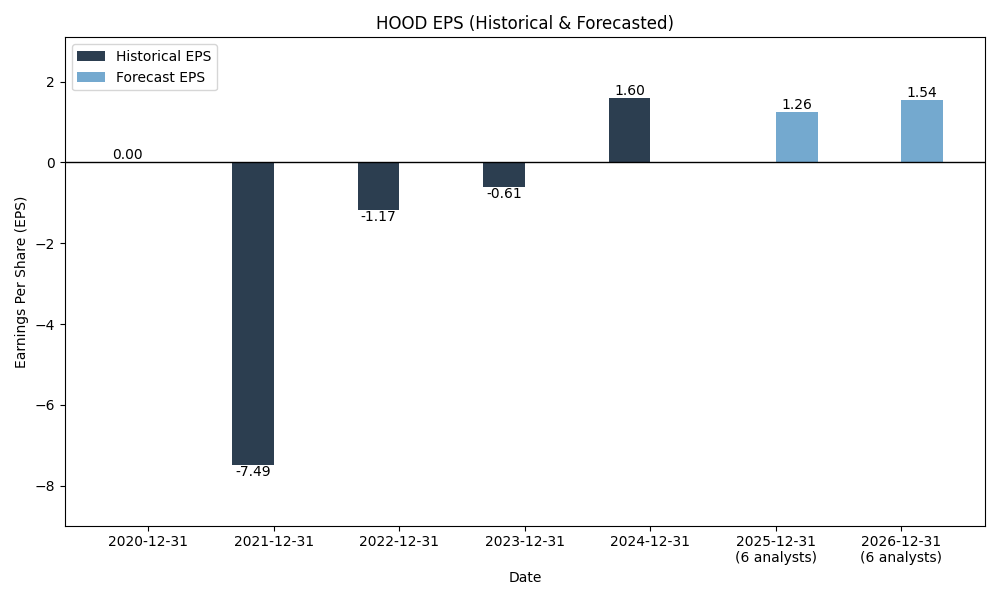 HOOD EPS (Historical & Forecasted)
Historical EPS
Forecast EPS
Earnings Per Share (EPS)
2
0
−2
−4
−6
−8
0.00
-7.49
-1.17
-0.61
1.60
1.26
1.54
2020-12-31
2021-12-31
2022-12-31
2023-12-31
2024-12-31
2025-12-31
(6 analysts)
2026-12-31
(6 analysts)
Date